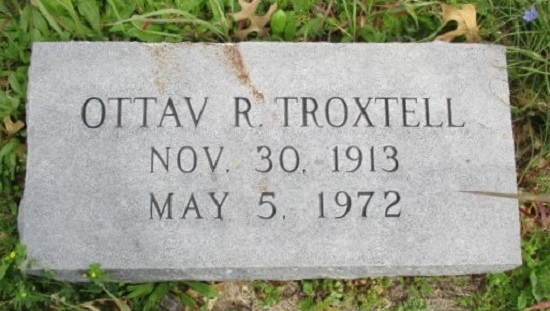 OTTAV R. TROXTELL
NOV. 30, 1913
MAY 5, 1972